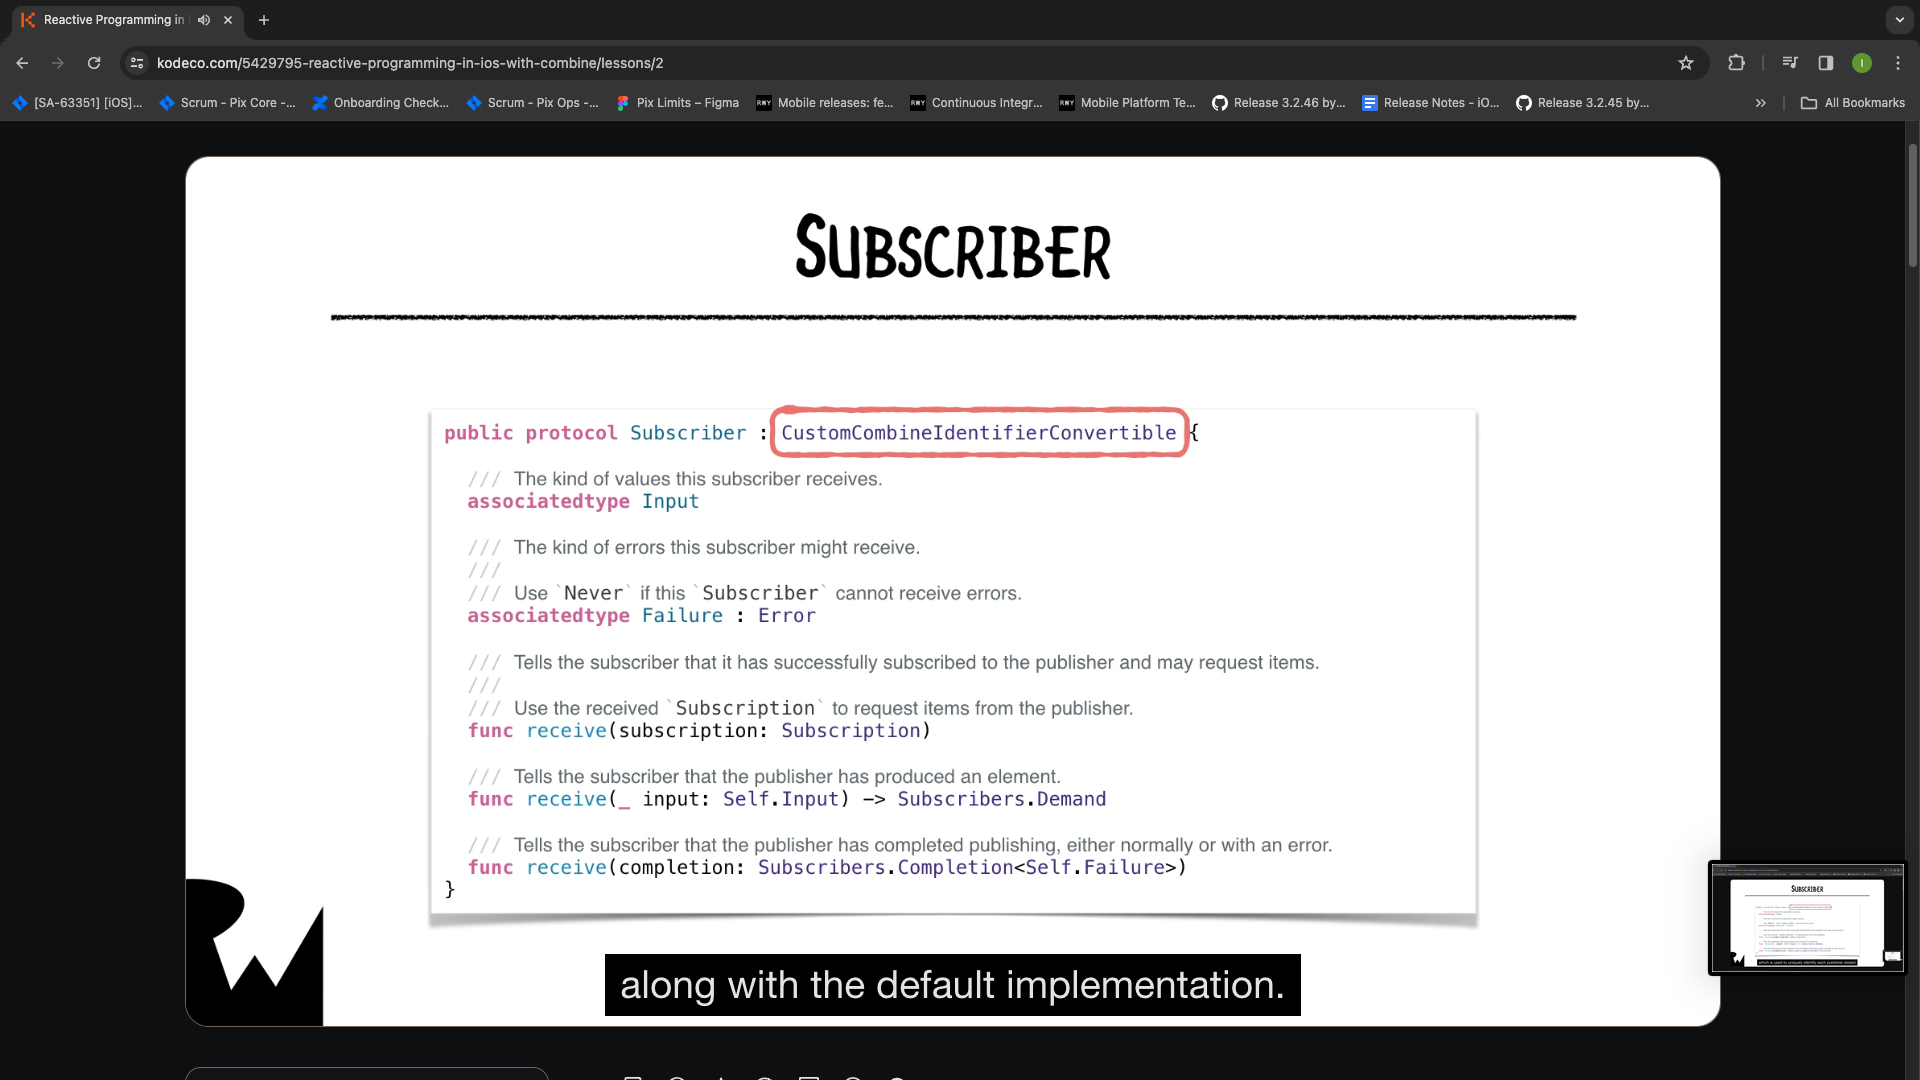 Reactive Programming in i
kodeco.com/5429795-reactive-programming-in-ios-with-combine/lessons/2
I
[SA-63351] [iOS]...
Scrum - Pix Core -...
Onboarding Check...
Scrum - Pix Ops -...
Pix Limits – Figma
RWY Mobile releases: fe...
RWY Continuous Integr...
RWY Mobile Platform Te...
Release 3.2.46 by...
Release Notes - iO...
Release 3.2.45 by...
» All Bookmarks
SUBSCRIBER
public protocol Subscriber : CustomCombineIdentifierConvertible {
/// The kind of values this subscriber receives.
associatedtype Input
/// The kind of errors this subscriber might receive.
///
/// Use `Never` if this `Subscriber` cannot receive errors.
associatedtype Failure : Error
/// Tells the subscriber that it has successfully subscribed to the publisher and may request items.
///
/// Use the received `Subscription` to request items from the publisher.
func receive(subscription: Subscription)
/// Tells the subscriber that the publisher has produced an element.
func receive(_ input: Self.Input) -> Subscribers.Demand
/// Tells the subscriber that the publisher has completed publishing, either normally or with an error.
func receive(completion: Subscribers.Completion<Self.Failure>)
}
RW
along with the default implementation.
SUBSCRIBER